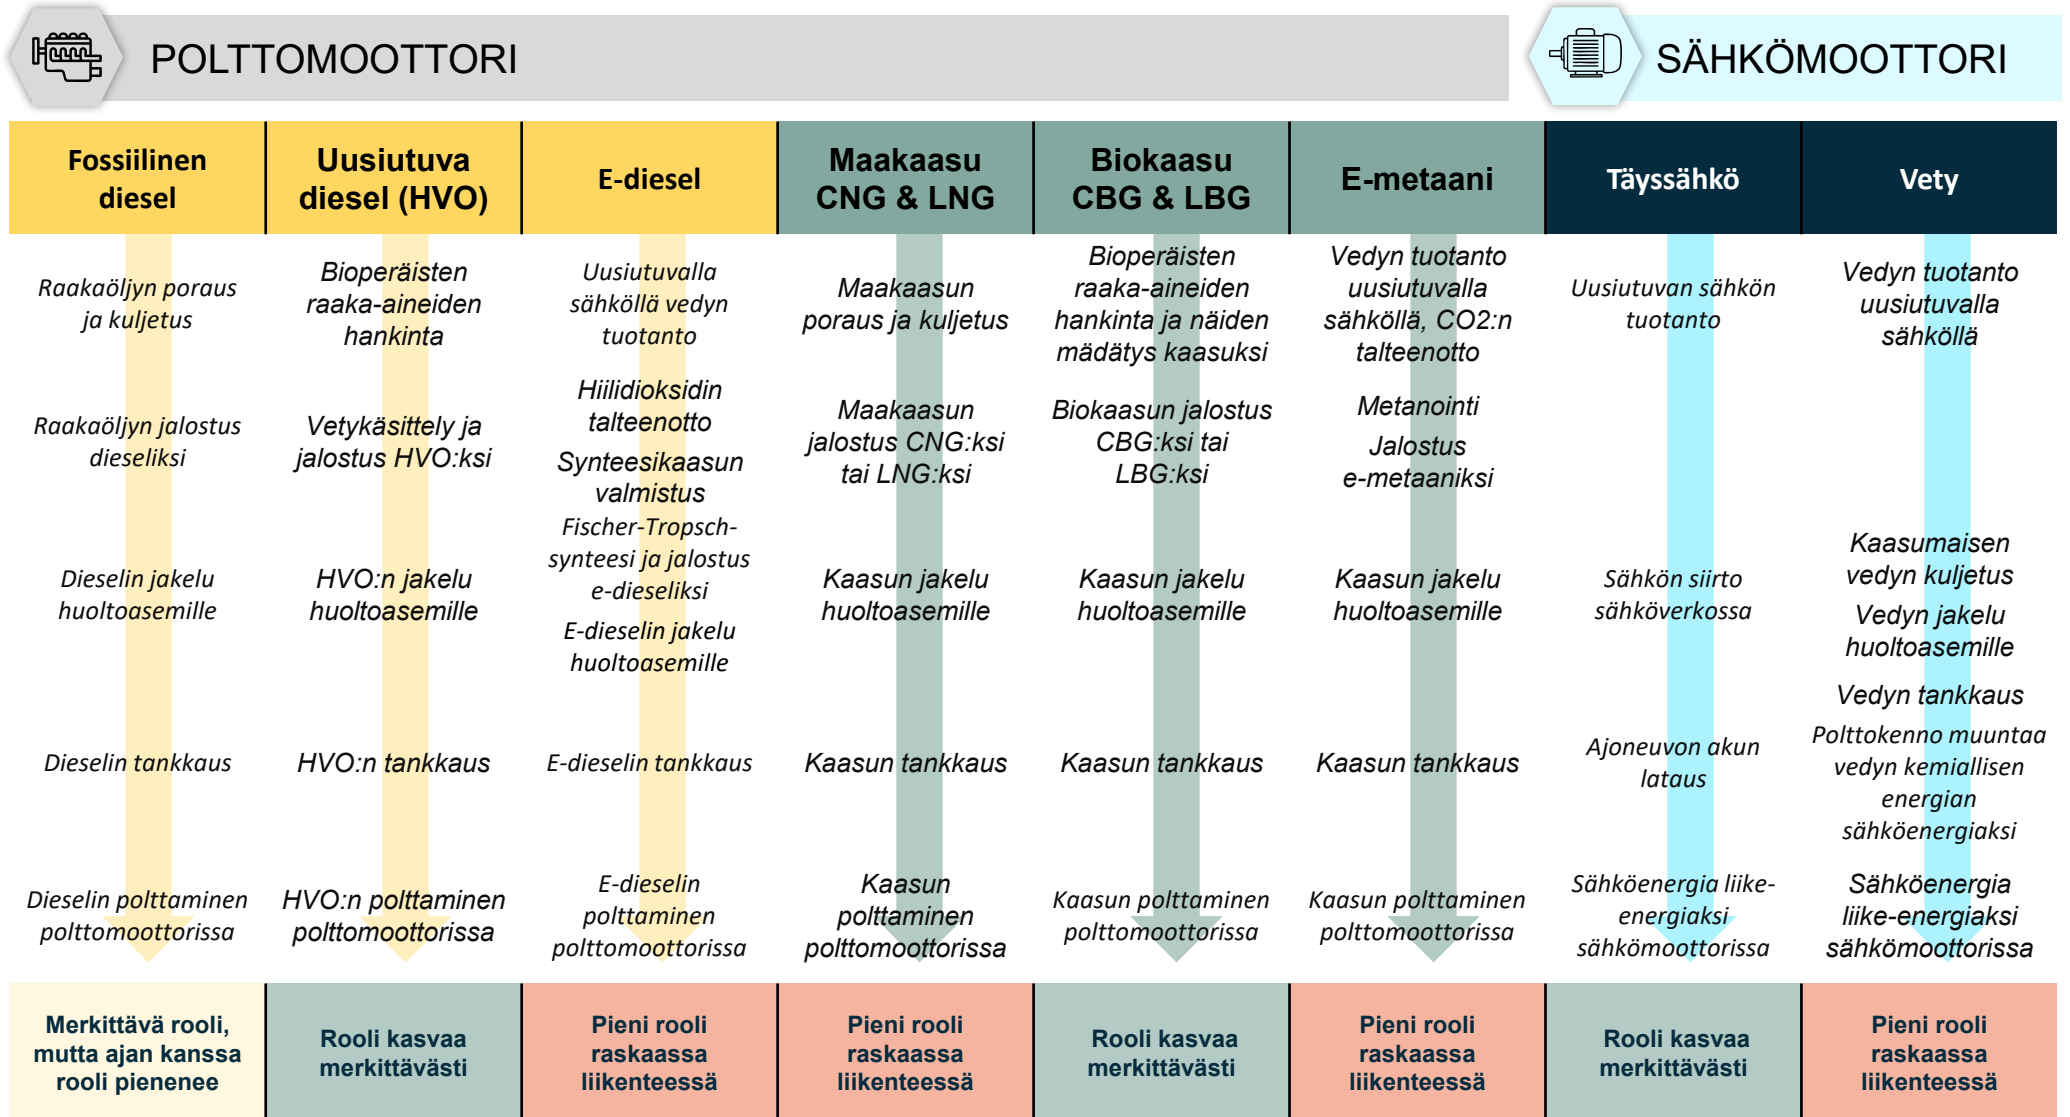 POLTTOMOOTTORI
SÄHKÖMOOTTORI
Fossiilinen
diesel
Raakaöljyn poraus
ja kuljetus
Raakaöljyn jalostus
dieseliksi
Dieselin jakelu
huoltoasemille
Dieselin tankkaus
Dieselin polttaminen
polttomoottorissa
Merkittävä rooli,
mutta ajan kanssa
rooli pienenee
Uusiutuva
diesel (HVO)
Bioperäisten
raaka-aineiden
hankinta
Vetykäsittely ja
jalostus HVO:ksi
HVO:n jakelu
huoltoasemille
HVO:n tankkaus
HVO:n polttaminen
polttomoottorissa
Rooli kasvaa
merkittävästi
E-diesel
Uusiutuvalla
sähköllä vedyn
tuotanto
Hiilidioksidin
talteenotto
Synteesikaasun
valmistus
Fischer-Tropsch-
synteesi ja jalostus
e-dieseliksi
E-dieselin jakelu
huoltoasemille
E-dieselin tankkaus
E-dieselin
polttaminen
polttomoottorissa
Pieni rooli
raskaassa
liikenteessä
Maakaasu
CNG & LNG
Maakaasun
poraus ja kuljetus
Maakaasun
jalostus CNG:ksi
tai LNG:ksi
Kaasun jakelu
huoltoasemille
Kaasun tankkaus
Kaasun
polttaminen
polttomoottorissa
Pieni rooli
raskaassa
liikenteessä
Biokaasu
CBG & LBG
Bioperäisten
raaka-aineiden
hankinta ja näiden
mädätys kaasuksi
Biokaasun jalostus
CBG:ksi tai
LBG:ksi
Kaasun jakelu
huoltoasemille
Kaasun tankkaus
Kaasun polttaminen
polttomoottorissa
Rooli kasvaa
merkittävästi
E-metaani
Vedyn tuotanto
uusiutuvalla
sähköllä, CO2:n
talteenotto
Metanointi
Jalostus
e-metaaniksi
Kaasun jakelu
huoltoasemille
Kaasun tankkaus
Kaasun polttaminen
polttomoottorissa
Pieni rooli
raskaassa
liikenteessä
Täyssähkö
Uusiutuvan sähkön
tuotanto
Sähkön siirto
sähköverkossa
Ajoneuvon akun
lataus
Sähköenergia liike-
energiaksi
sähkömoottorissa
Rooli kasvaa
merkittävästi
Vety
Vedyn tuotanto
uusiutuvalla
sähköllä
Kaasumaisen
vedyn kuljetus
Vedyn jakelu
huoltoasemille
Vedyn tankkaus
Polttokenno muuntaa
vedyn kemiallisen
energian
sähköenergiaksi
Sähköenergia
liike-energiaksi
sähkömoottorissa
Pieni rooli
raskaassa
liikenteessä